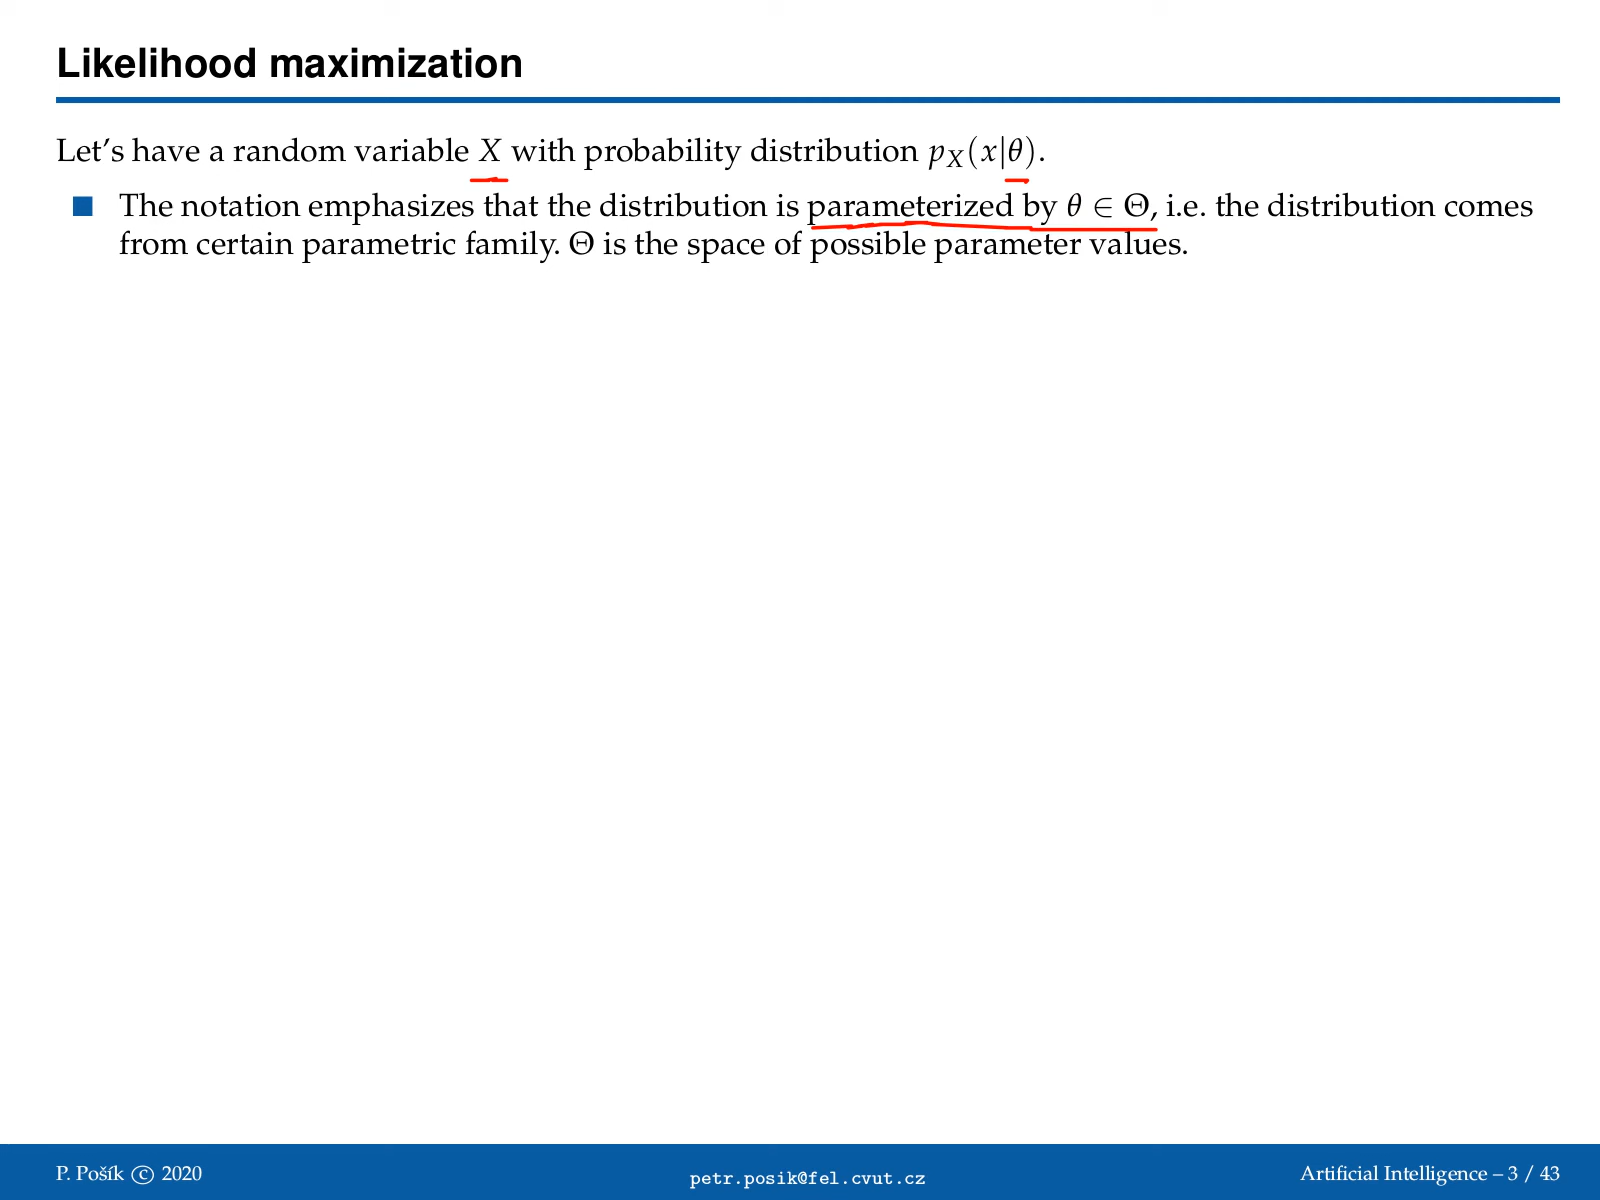 Likelihood maximization
Let's have a random variable X with probability distribution pX(x|θ).
■ The notation emphasizes that the distribution is parameterized by θ ∈ Θ, i.e. the distribution comes
from certain parametric family. Θ is the space of possible parameter values.
P. Pošík © 2020
petr.posik@fel.cvut.cz
Artificial Intelligence – 3 / 43